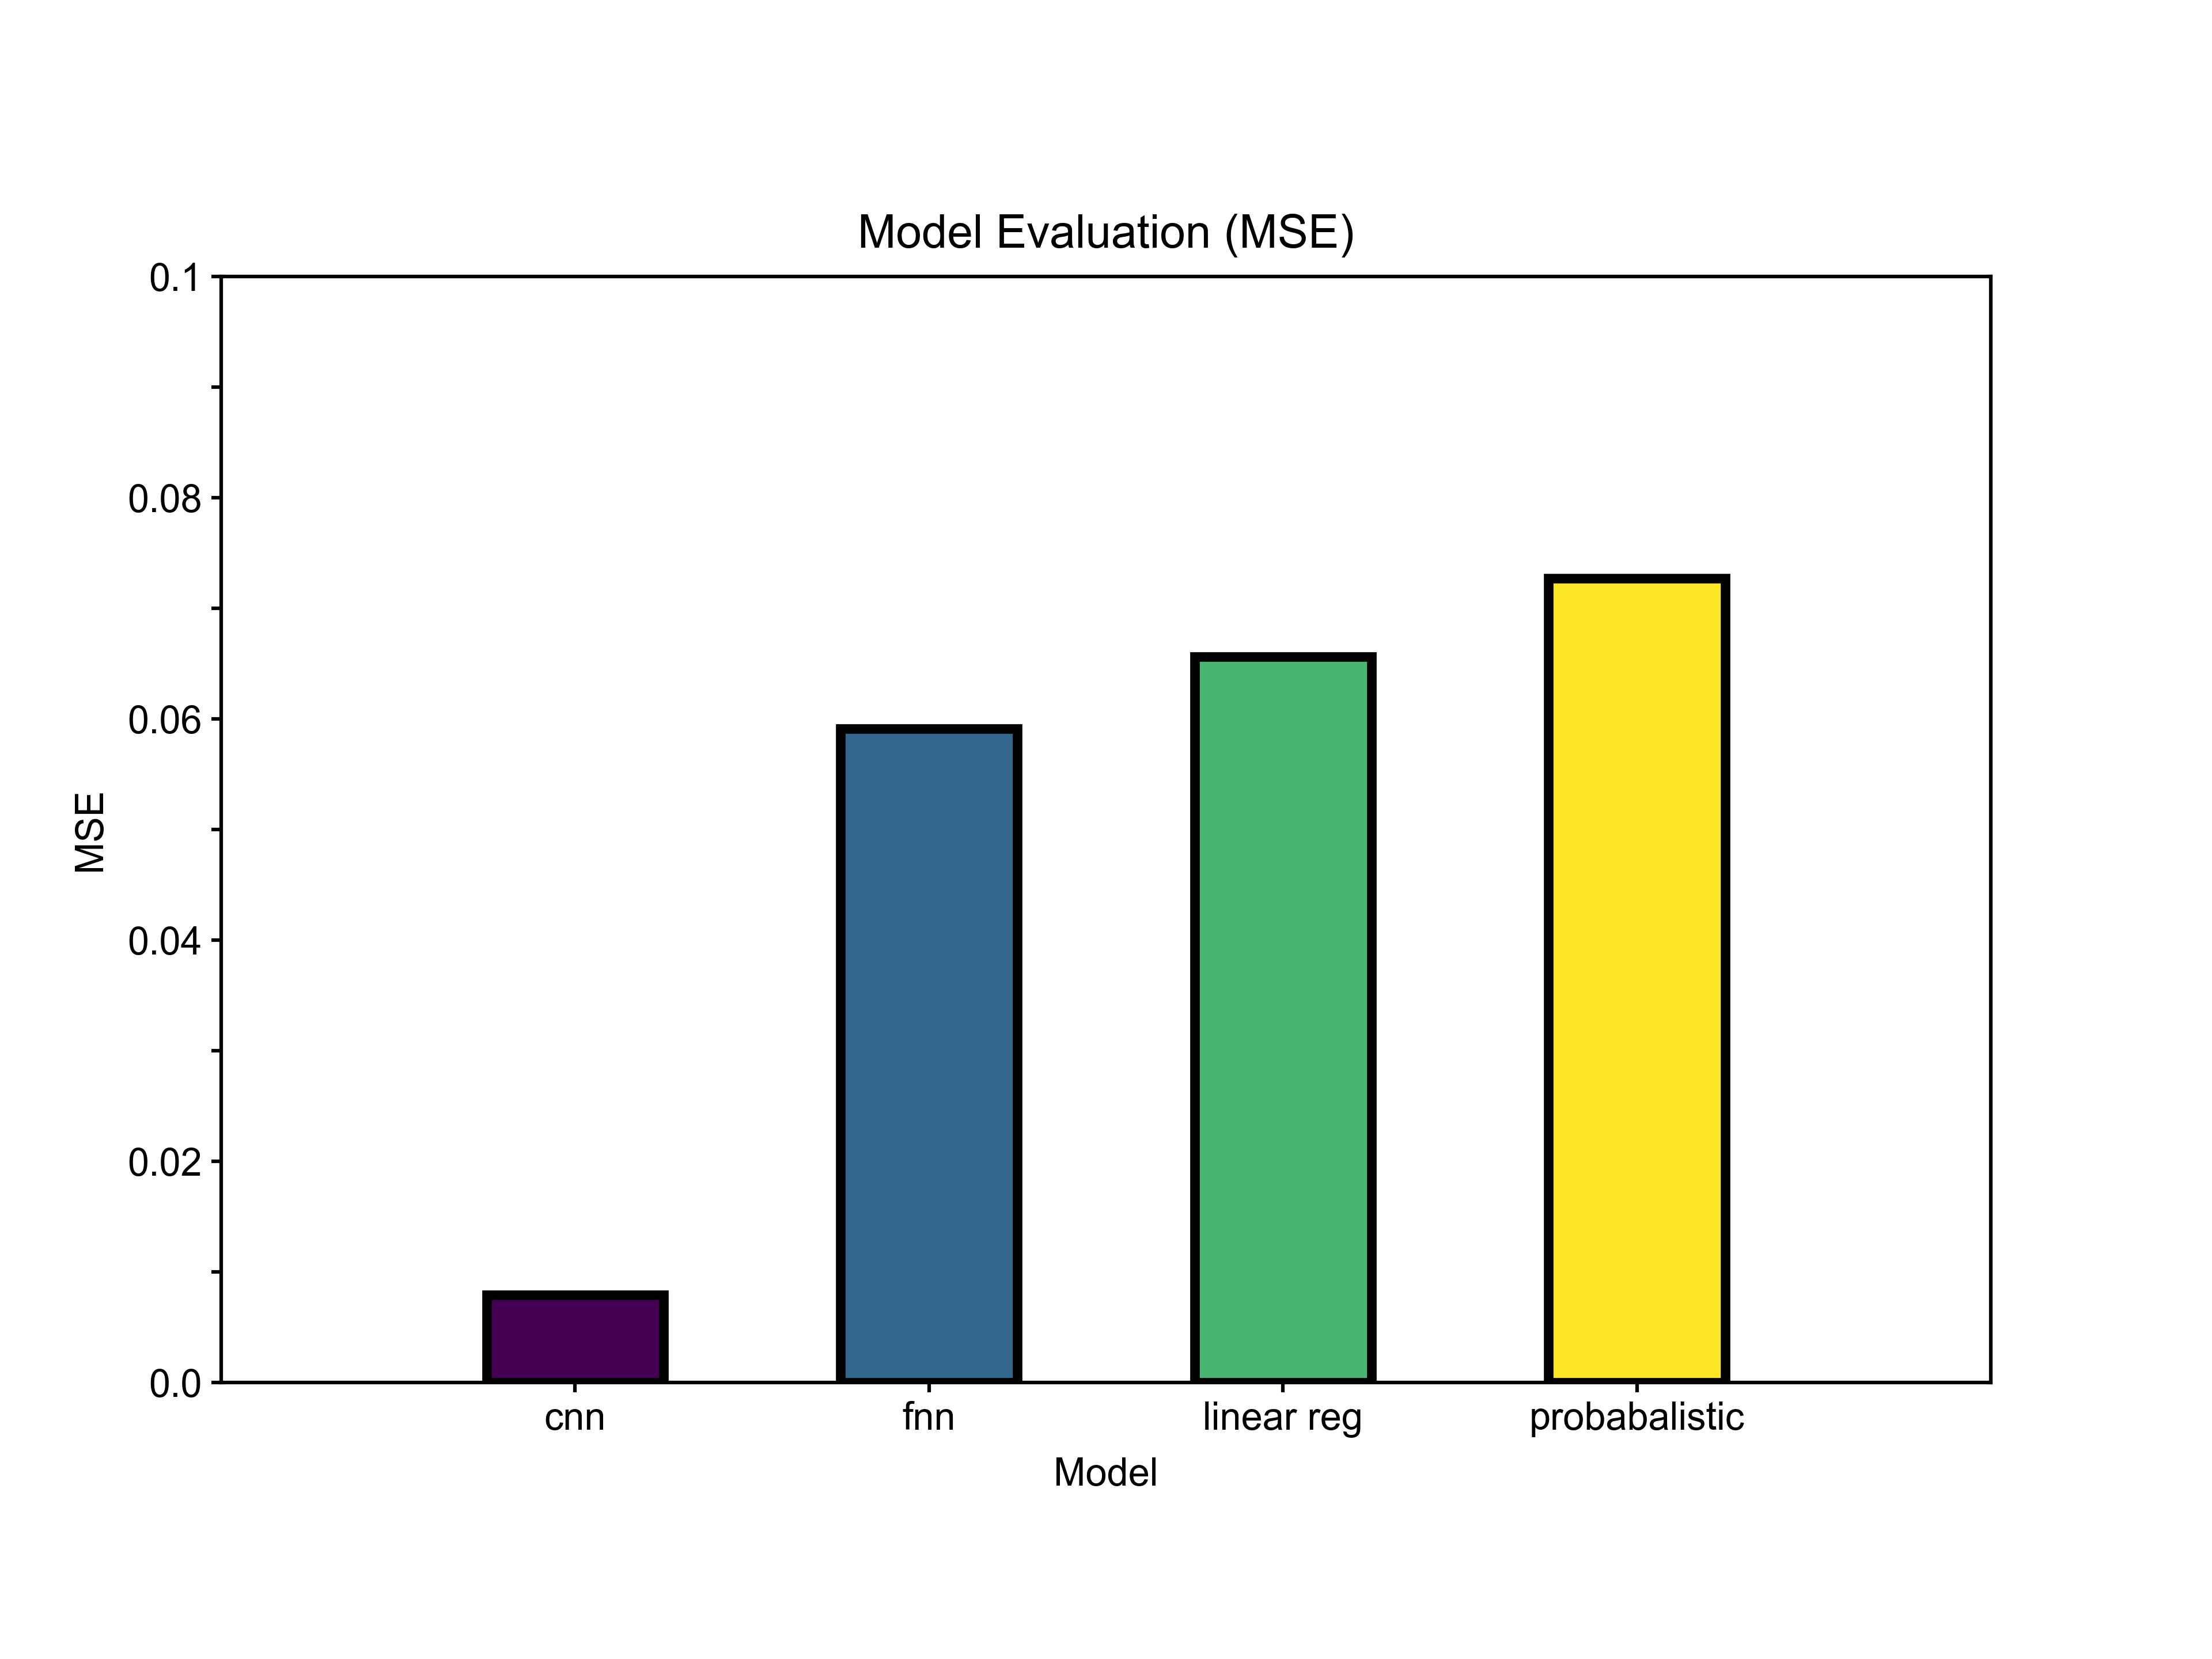 Model Evaluation (MSE)
0.1
0.08
0.06
0.04
0.02
0.0
MSE
cnn fnn linear reg probabalistic
Model